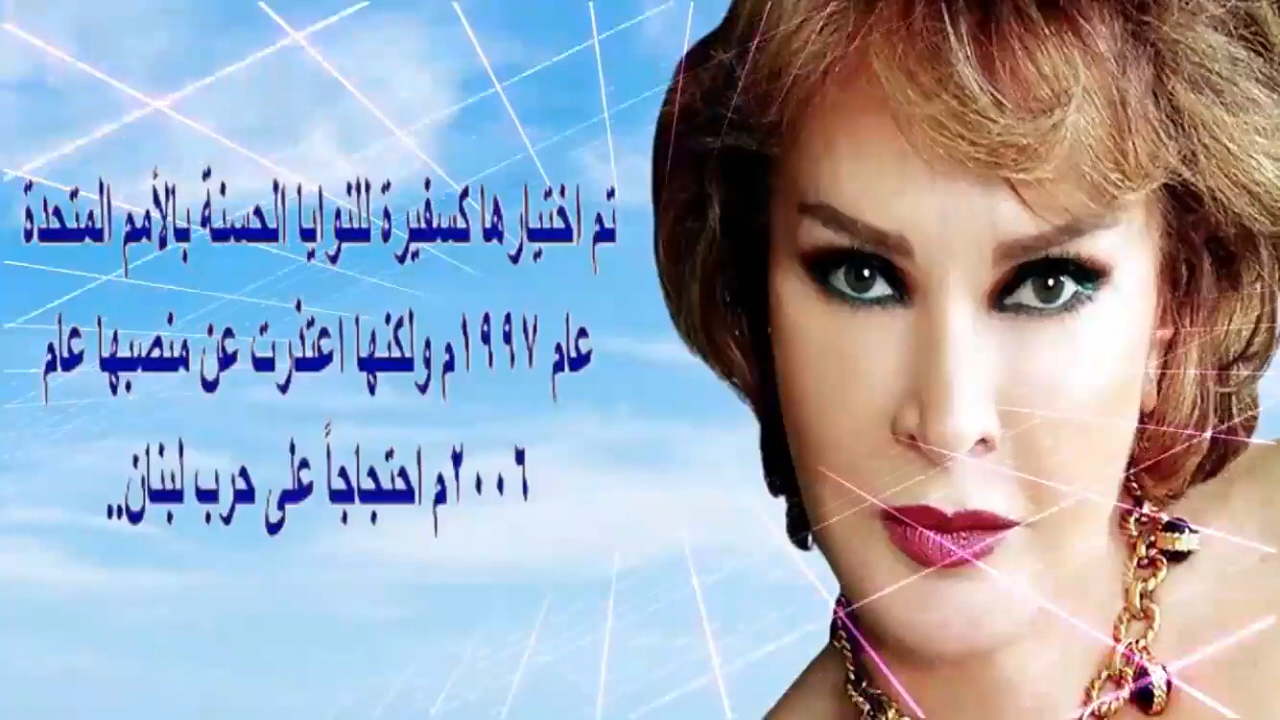 تم اختيارها كسفيرة للنوايا الحسنة بالأمم المتحدة
عام ١٩٩٧م ولكنها اعتذرت عن منصبها عام
٢٠٠٦م احتجاجاً على حرب لبنان..